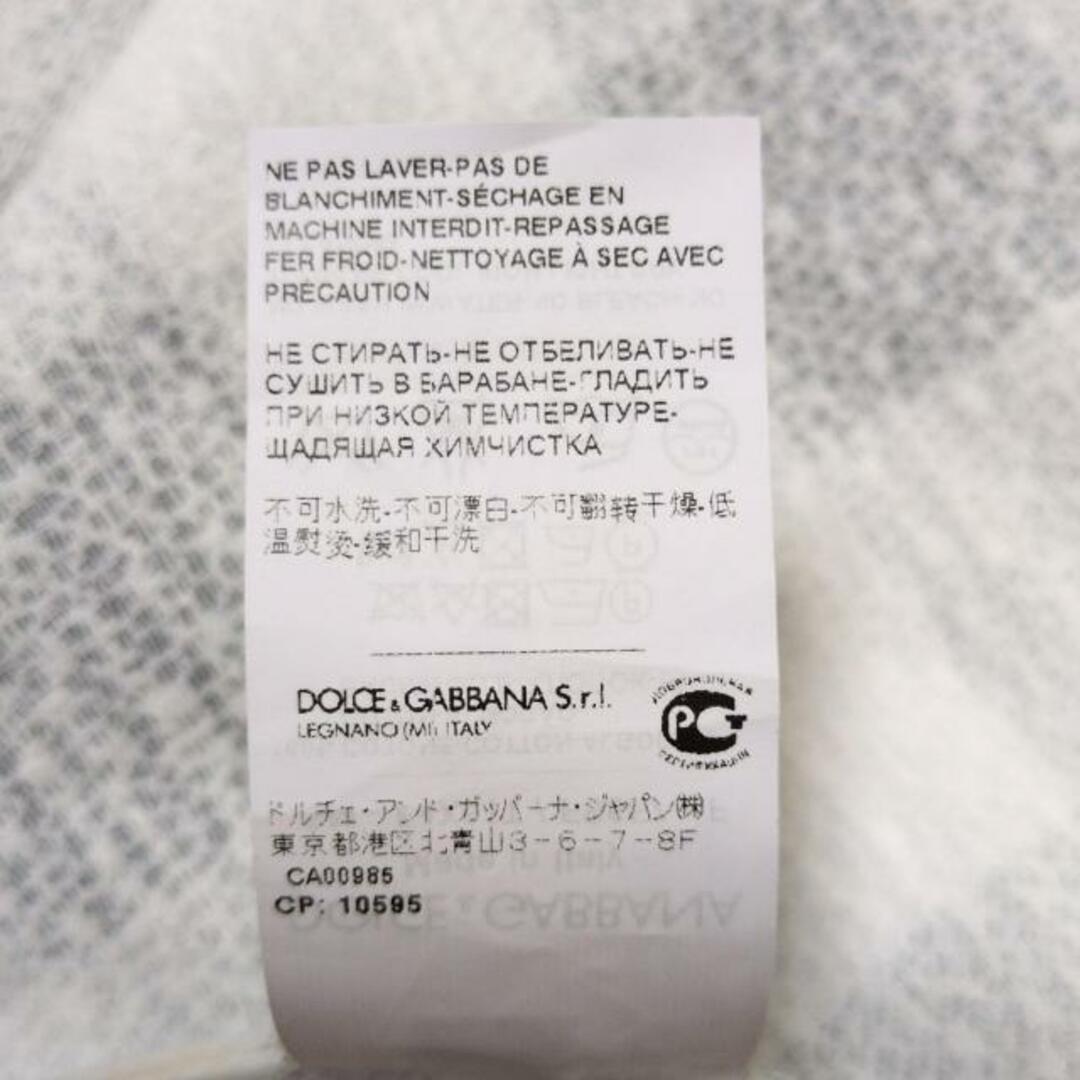 NE PAS LAVER-PAS DE
BLANCHIMENT-SÉCHAGE EN
MACHINE INTERDIT-REPASSAGE
FER FROID-NETTOYAGE À SEC AVEC
PRÉCAUTION
НЕ СТИРАТЬ-НЕ ОТБЕЛИВАТЬ-НЕ
СУШИТЬ В БАРАБАНЕ-ГЛАДИТЬ
ПРИ НИЗКОЙ ТЕМПЕРАТУРЕ-
ЩАДЯЩАЯ ХИМЧИСТКА
不可水洗-不可漂白-不可翻转干燥-低
温熨烫-缓和干洗
DOLCE & GABBANA S.r.l.
LEGNANO (MI) ITALY
PCT
ドルチェ・アンド・ガッバーナ・ジャパン㈱
東京都港区北青山3-6-7-8F
CA00985
CP: 10595